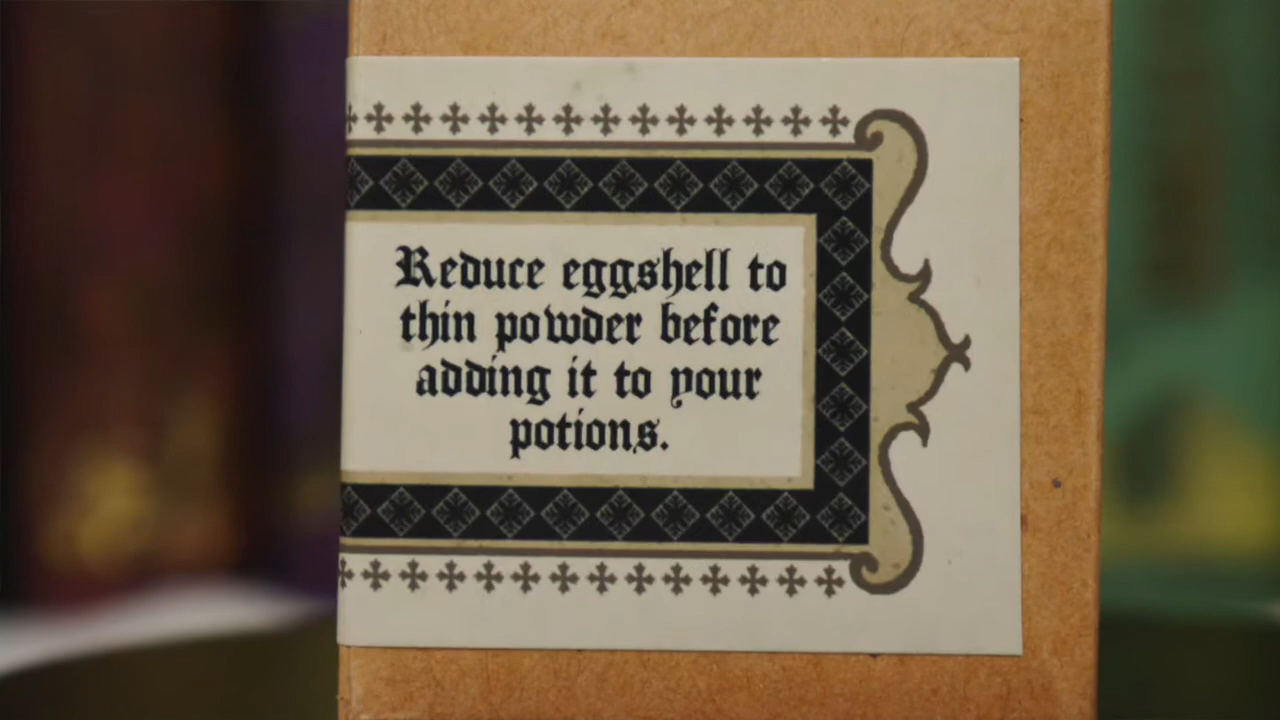 Reduce eggshell to
thin powder before
adding it to your
potions.